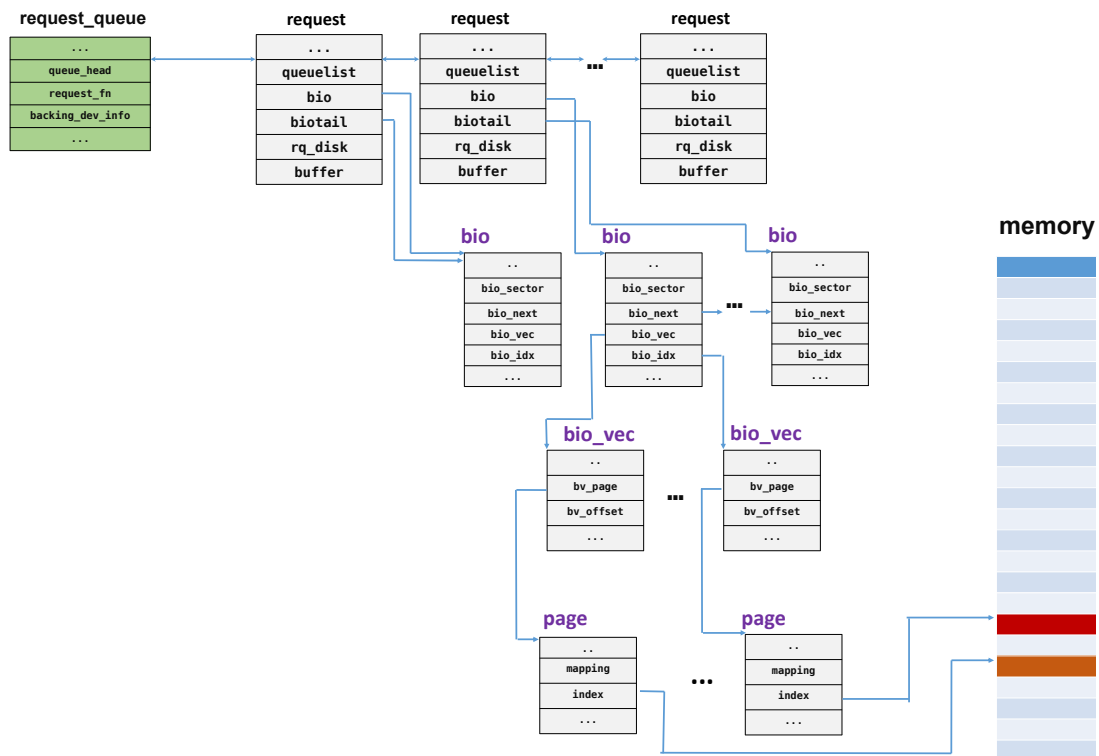 request_queue
...
queue_head
request_fn
backing_dev_info
...
request
...
queuelist
bio
biotail
rq_disk
buffer
request
...
queuelist
bio
biotail
rq_disk
buffer
...
request
...
queuelist
bio
biotail
rq_disk
buffer
bio
..
bio_sector
bio_next
bio_vec
bio_idx
...
bio
..
bio_sector
bio_next
bio_vec
bio_idx
...
...
bio
..
bio_sector
bio_next
bio_vec
bio_idx
...
memory
bio_vec
..
bv_page
bv_offset
...
...
bio_vec
..
bv_page
bv_offset
...
page
..
mapping
index
...
...
page
..
mapping
index
...